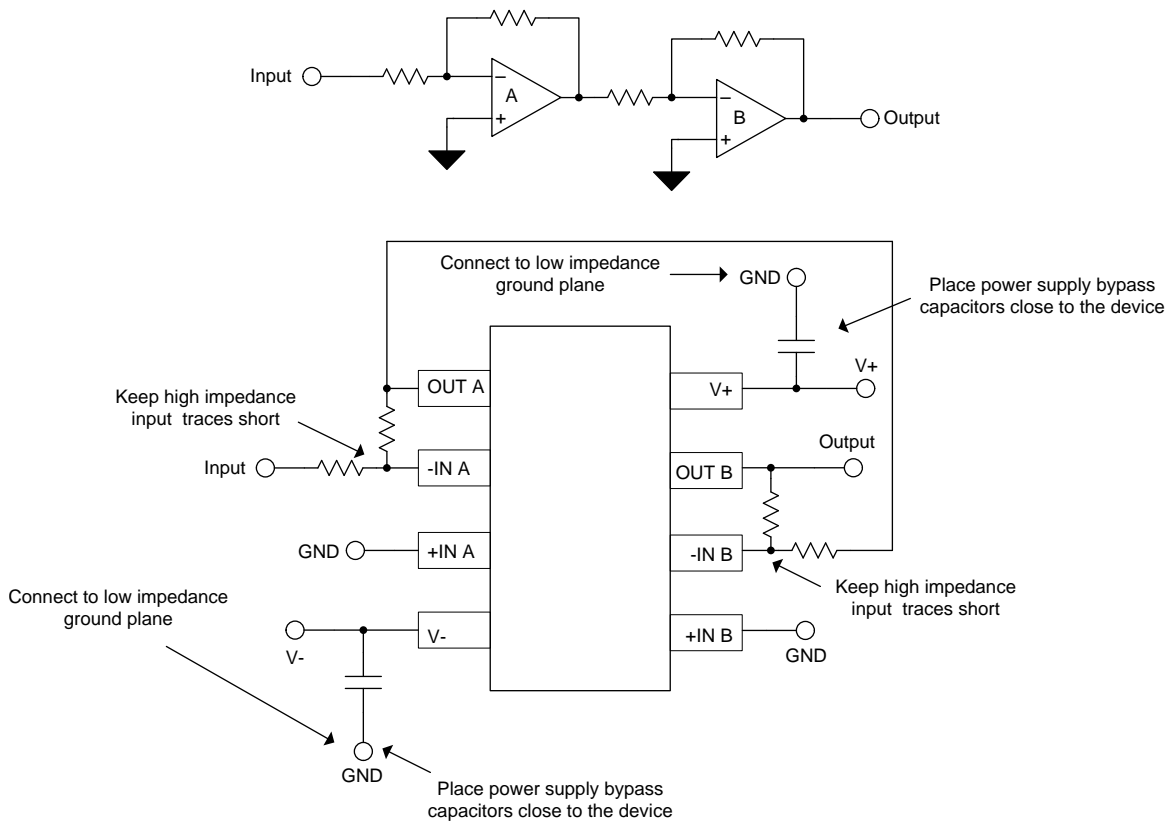 Input
−
A
+
−
B
+
Output
Connect to low impedance
ground plane
GND
Place power supply bypass
capacitors close to the device
V+
OUT A
V+
Keep high impedance
input traces short
Output
Input
-IN A
OUT B
GND
+IN A
-IN B
Keep high impedance
input traces short
Connect to low impedance
ground plane
V-
V-
+IN B
GND
GND
Place power supply bypass
capacitors close to the device